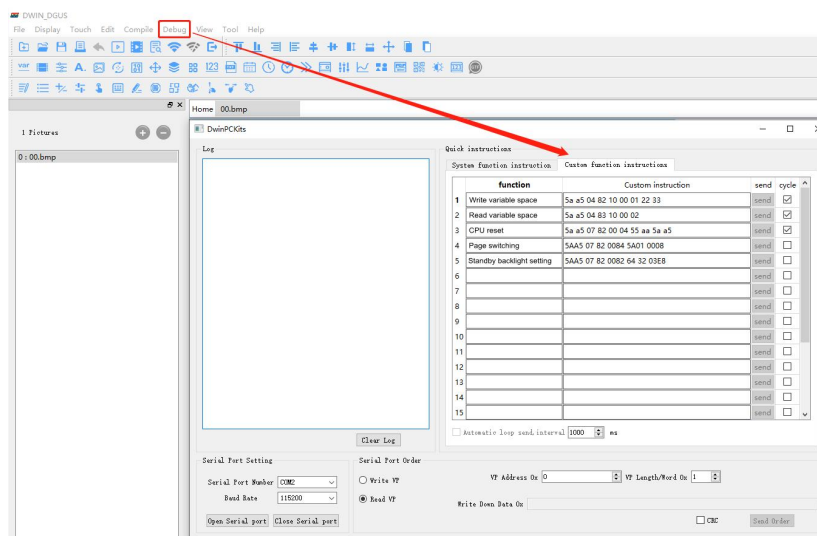 DWIN_DGUS
File Display Touch Edit Compile Debug View Tool Help
var A. 123
Home 00.bmp
1 Pictures
0 : 00.bmp
DwinPCKits
Log
Quick instructions
System function instruction Custom function instructions
function Custom instruction send cycle
1 Write variable space 5a a5 04 82 10 00 01 22 33 send
2 Read variable space 5a a5 04 83 10 00 02 send
3 CPU reset 5a a5 07 82 00 04 55 aa 5a a5 send
4 Page switching 5AA5 07 82 0084 5A01 0008 send
5 Standby backlight setting 5AA5 07 82 0082 64 32 03E8 send
6 send
7 send
8 send
9 send
10 send
11 send
12 send
13 send
14 send
15 send
Automatic loop send, interval 1000 ms
Clear Log
Serial Port Setting
Serial Port Number COM2
Baud Rate 115200
Open Serial port Close Serial port
Serial Port Order
Write VP
Read VP
VP Address 0x 0 VP Length/Word 0x 1
Write Down Data 0x
CRC Send Order